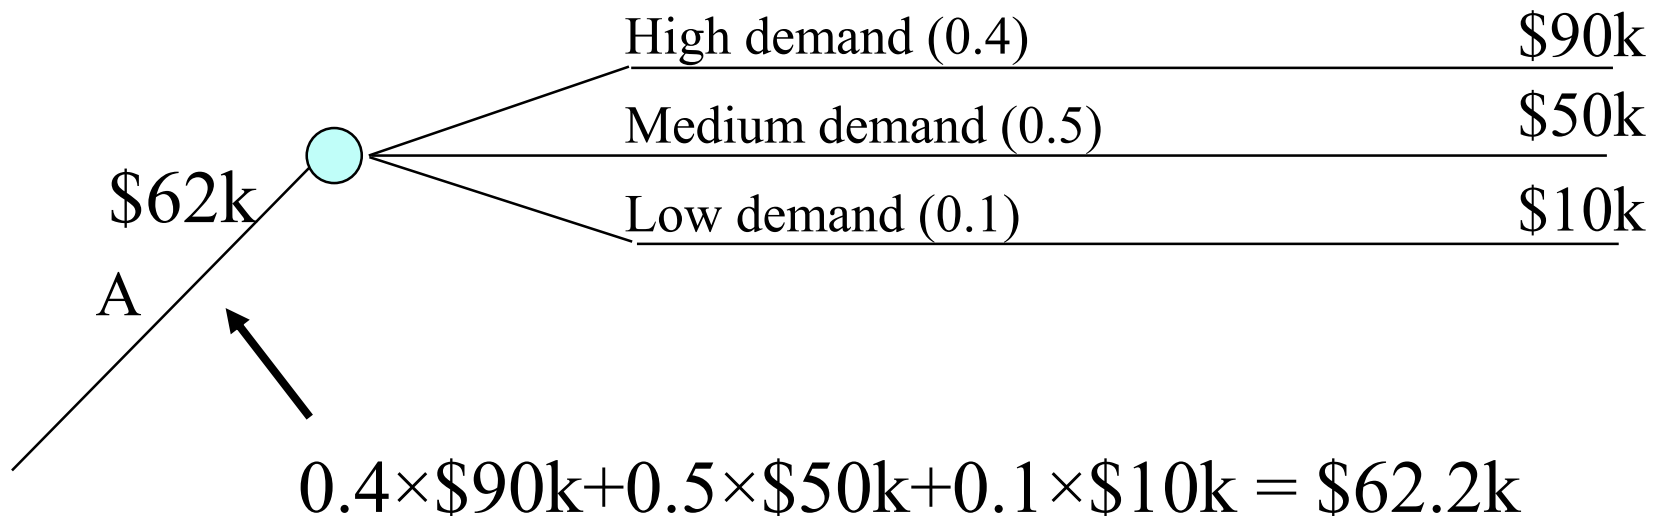 High demand (0.4) $90k
Medium demand (0.5) $50k
$62k
Low demand (0.1) $10k
A
0.4×$90k+0.5×$50k+0.1×$10k = $62.2k